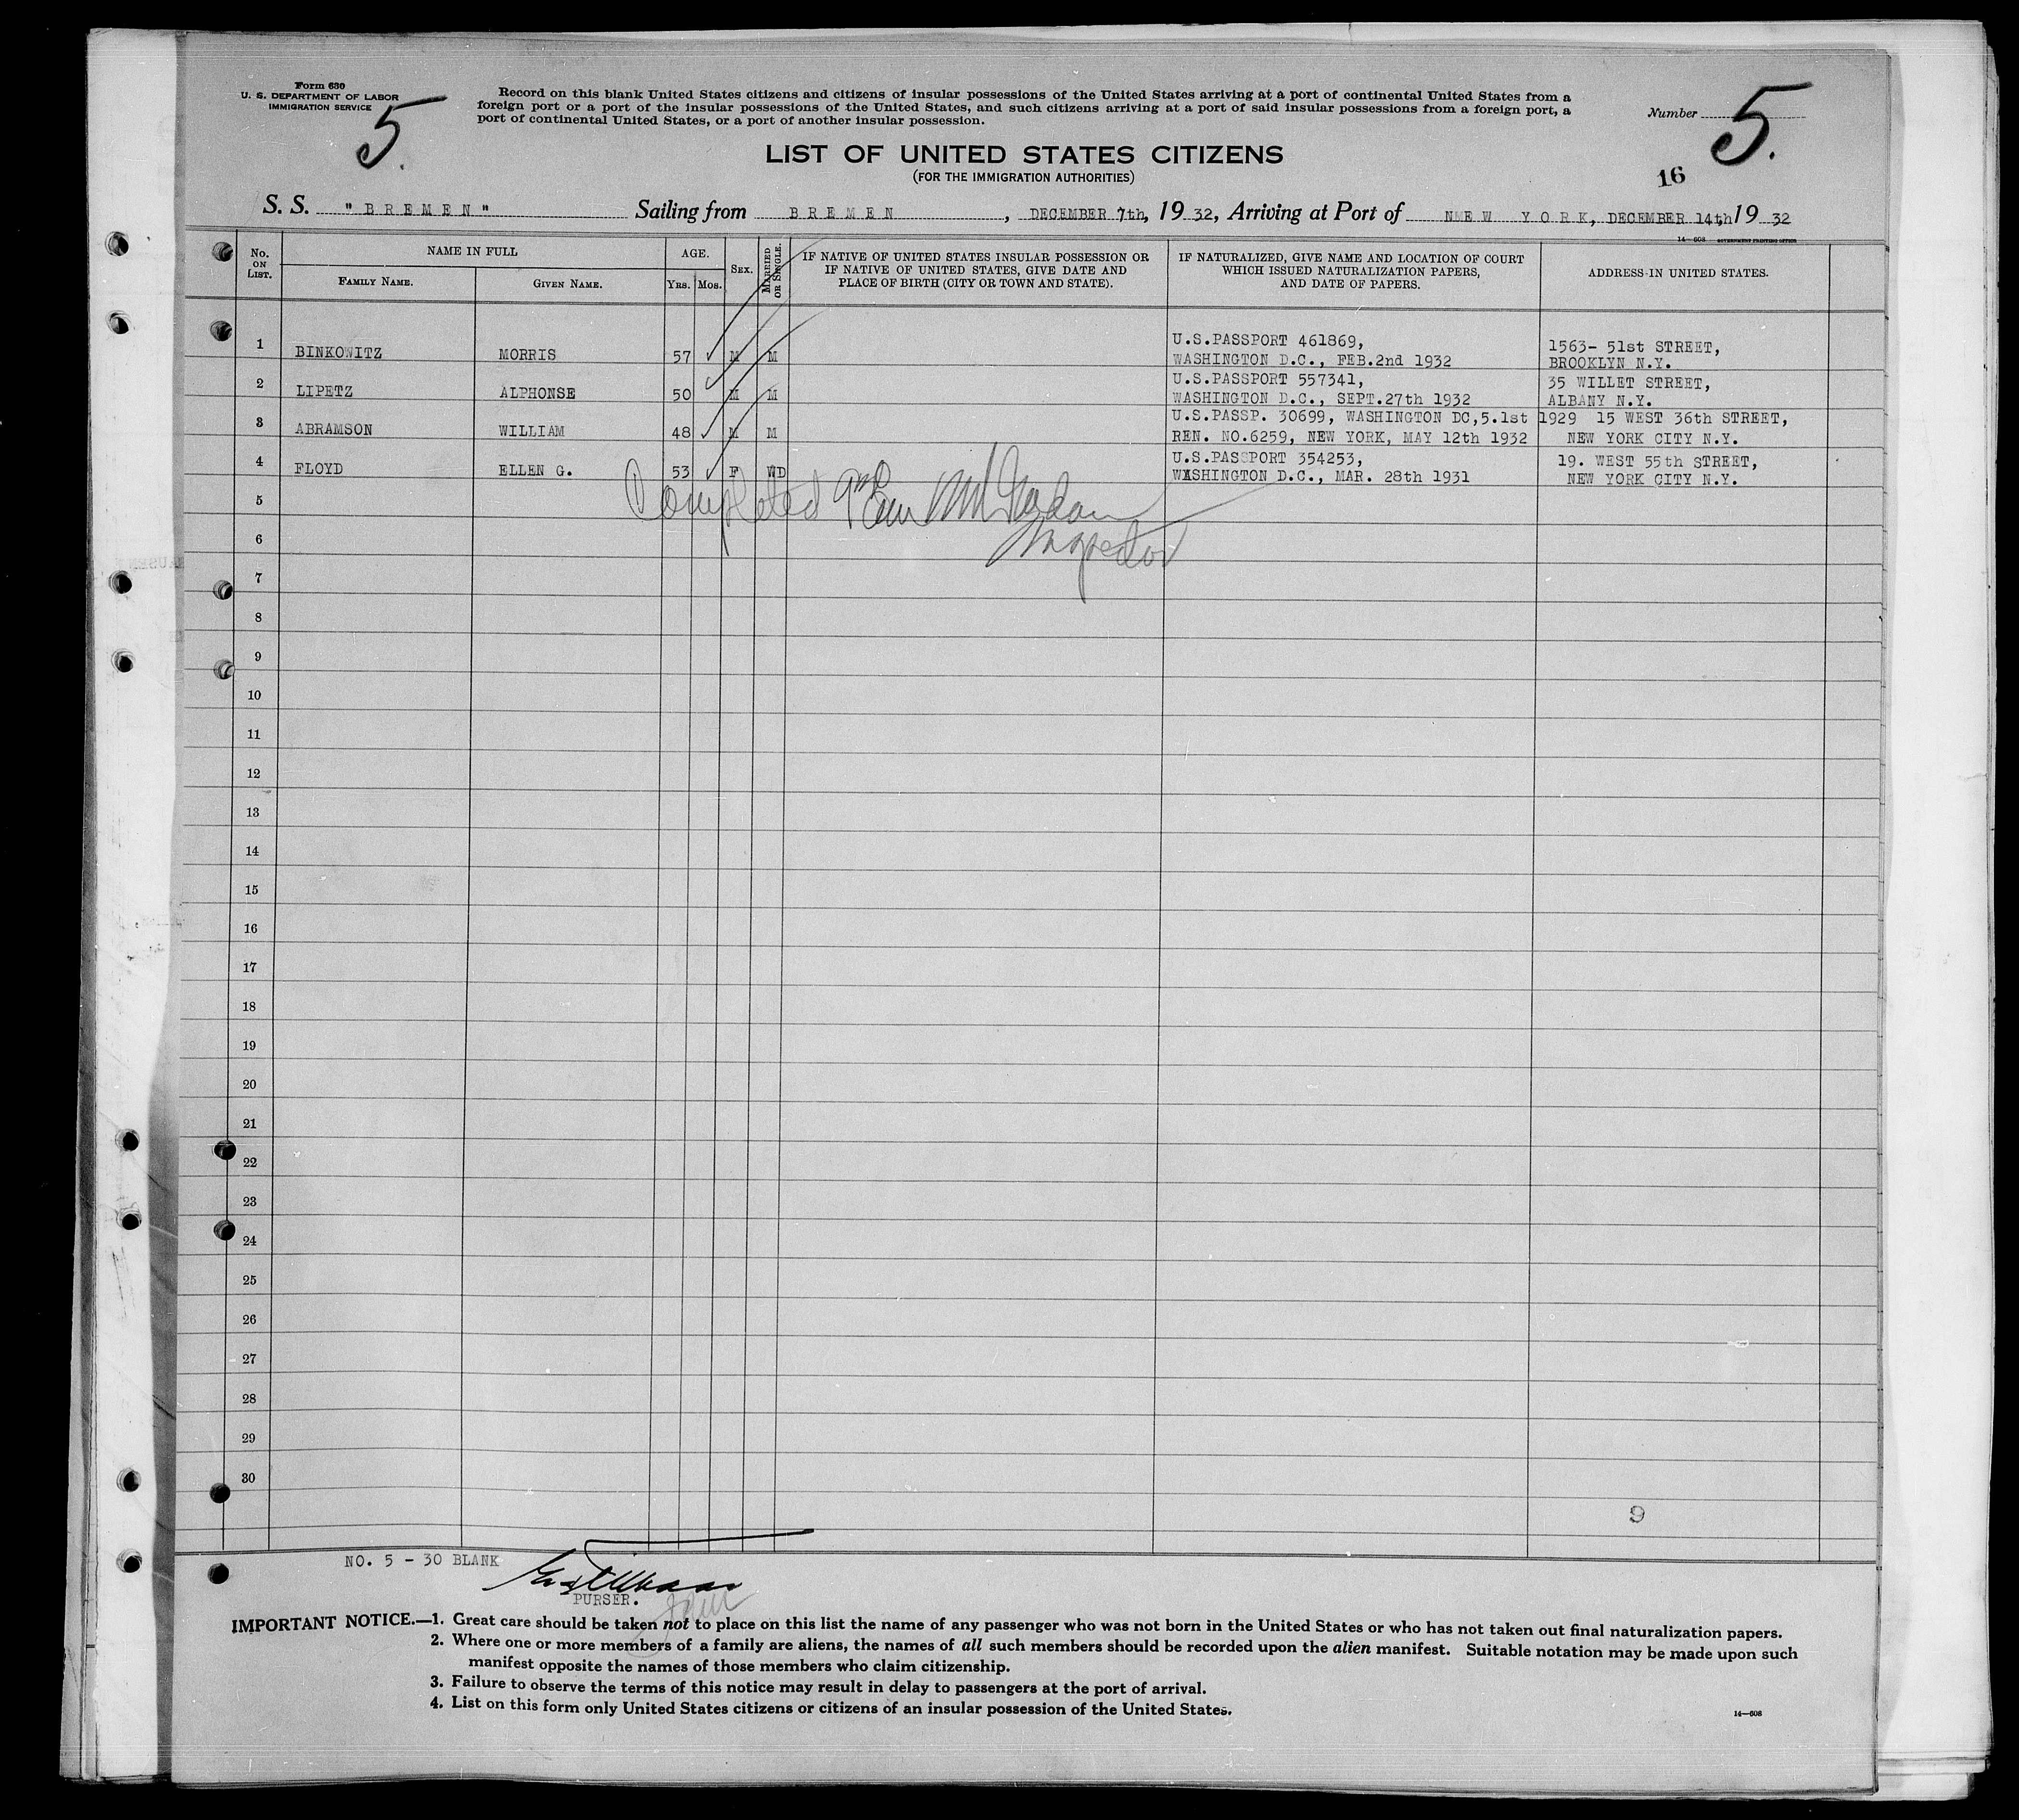 Form 630
U. S. DEPARTMENT OF LABOR
IMMIGRATION SERVICE
5.
Record on this blank United States citizens and citizens of insular possessions of the United States arriving at a port of continental United States from a
foreign port or a port of the insular possessions of the United States, and such citizens arriving at a port of said insular possessions from a foreign port, a
port of continental United States, or a port of another insular possession.
Number 5.
LIST OF UNITED STATES CITIZENS
(FOR THE IMMIGRATION AUTHORITIES)
16
S. S. "BREMEN" Sailing from BREMEN, DECEMBER 7th, 1932, Arriving at Port of NMEW YORK, DECEMBER 14th, 1932
14—608 GOVERNMENT PRINTING OFFICE
No. ON LIST.
NAME IN FULL
FAMILY NAME.
GIVEN NAME.
AGE.
YRS.
MOS.
SEX.
MARRIED OR SINGLE.
IF NATIVE OF UNITED STATES INSULAR POSSESSION OR
IF NATIVE OF UNITED STATES, GIVE DATE AND
PLACE OF BIRTH (CITY OR TOWN AND STATE).
IF NATURALIZED, GIVE NAME AND LOCATION OF COURT
WHICH ISSUED NATURALIZATION PAPERS,
AND DATE OF PAPERS.
ADDRESS IN UNITED STATES.
1 BINKOWITZ MORRIS 57 M M U.S.PASSPORT 461869, 1563- 51st STREET,
WASHINGTON D.C., FEB.2nd 1932 BROOKLYN N.Y.
2 LIPETZ ALPHONSE 50 M M U.S.PASSPORT 557341, 35 WILLET STREET,
WASHINGTON D.C., SEPT.27th 1932 ALBANY N.Y.
3 ABRAMSON WILLIAM 48 M M U.S.PASSP. 30699, WASHINGTON DC,5.1st 1929 15 WEST 36th STREET,
REN. NO.6259, NEW YORK, MAY 12th 1932 NEW YORK CITY N.Y.
4 FLOYD ELLEN G. 53 F WD U.S.PASSPORT 354253, 19. WEST 55th STREET,
WASHINGTON D.C., MAR. 28th 1931 NEW YORK CITY N.Y.
5 Completed
6 Inspector
7
8
9
10
11
12
13
14
15
16
17
18
19
20
21
22
23
24
25
26
27
28
29
30
9
NO. 5 - 30 BLANK
PURSER.
IMPORTANT NOTICE.—1. Great care should be taken not to place on this list the name of any passenger who was not born in the United States or who has not taken out final naturalization papers.
2. Where one or more members of a family are aliens, the names of all such members should be recorded upon the alien manifest. Suitable notation may be made upon such
manifest opposite the names of those members who claim citizenship.
3. Failure to observe the terms of this notice may result in delay to passengers at the port of arrival.
4. List on this form only United States citizens or citizens of an insular possession of the United States.
14—608